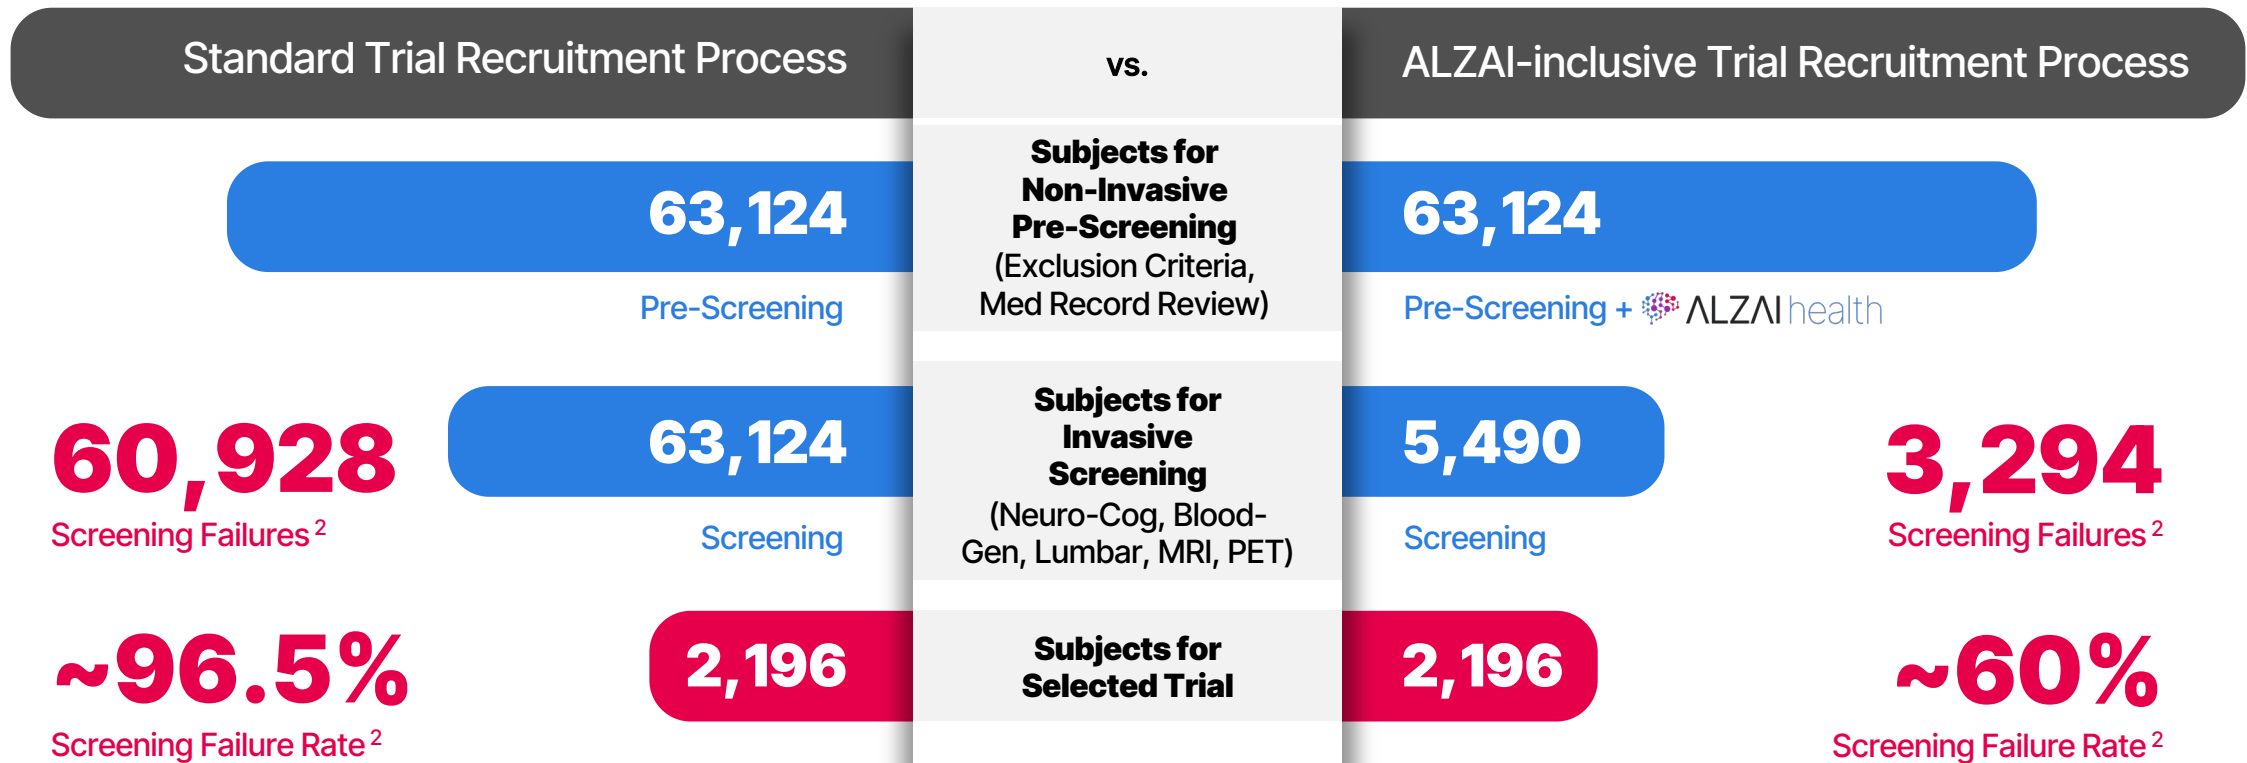 Standard Trial Recruitment Process
vs.
ALZAI-inclusive Trial Recruitment Process
63,124
Pre-Screening
Subjects for
Non-Invasive
Pre-Screening
(Exclusion Criteria,
Med Record Review)
63,124
Pre-Screening + ALZAI health
60,928
Screening Failures 2
63,124
Screening
Subjects for
Invasive
Screening
(Neuro-Cog, Blood-
Gen, Lumbar, MRI, PET)
5,490
Screening
3,294
Screening Failures 2
~96.5%
Screening Failure Rate 2
2,196
Subjects for
Selected Trial
2,196
~60%
Screening Failure Rate 2